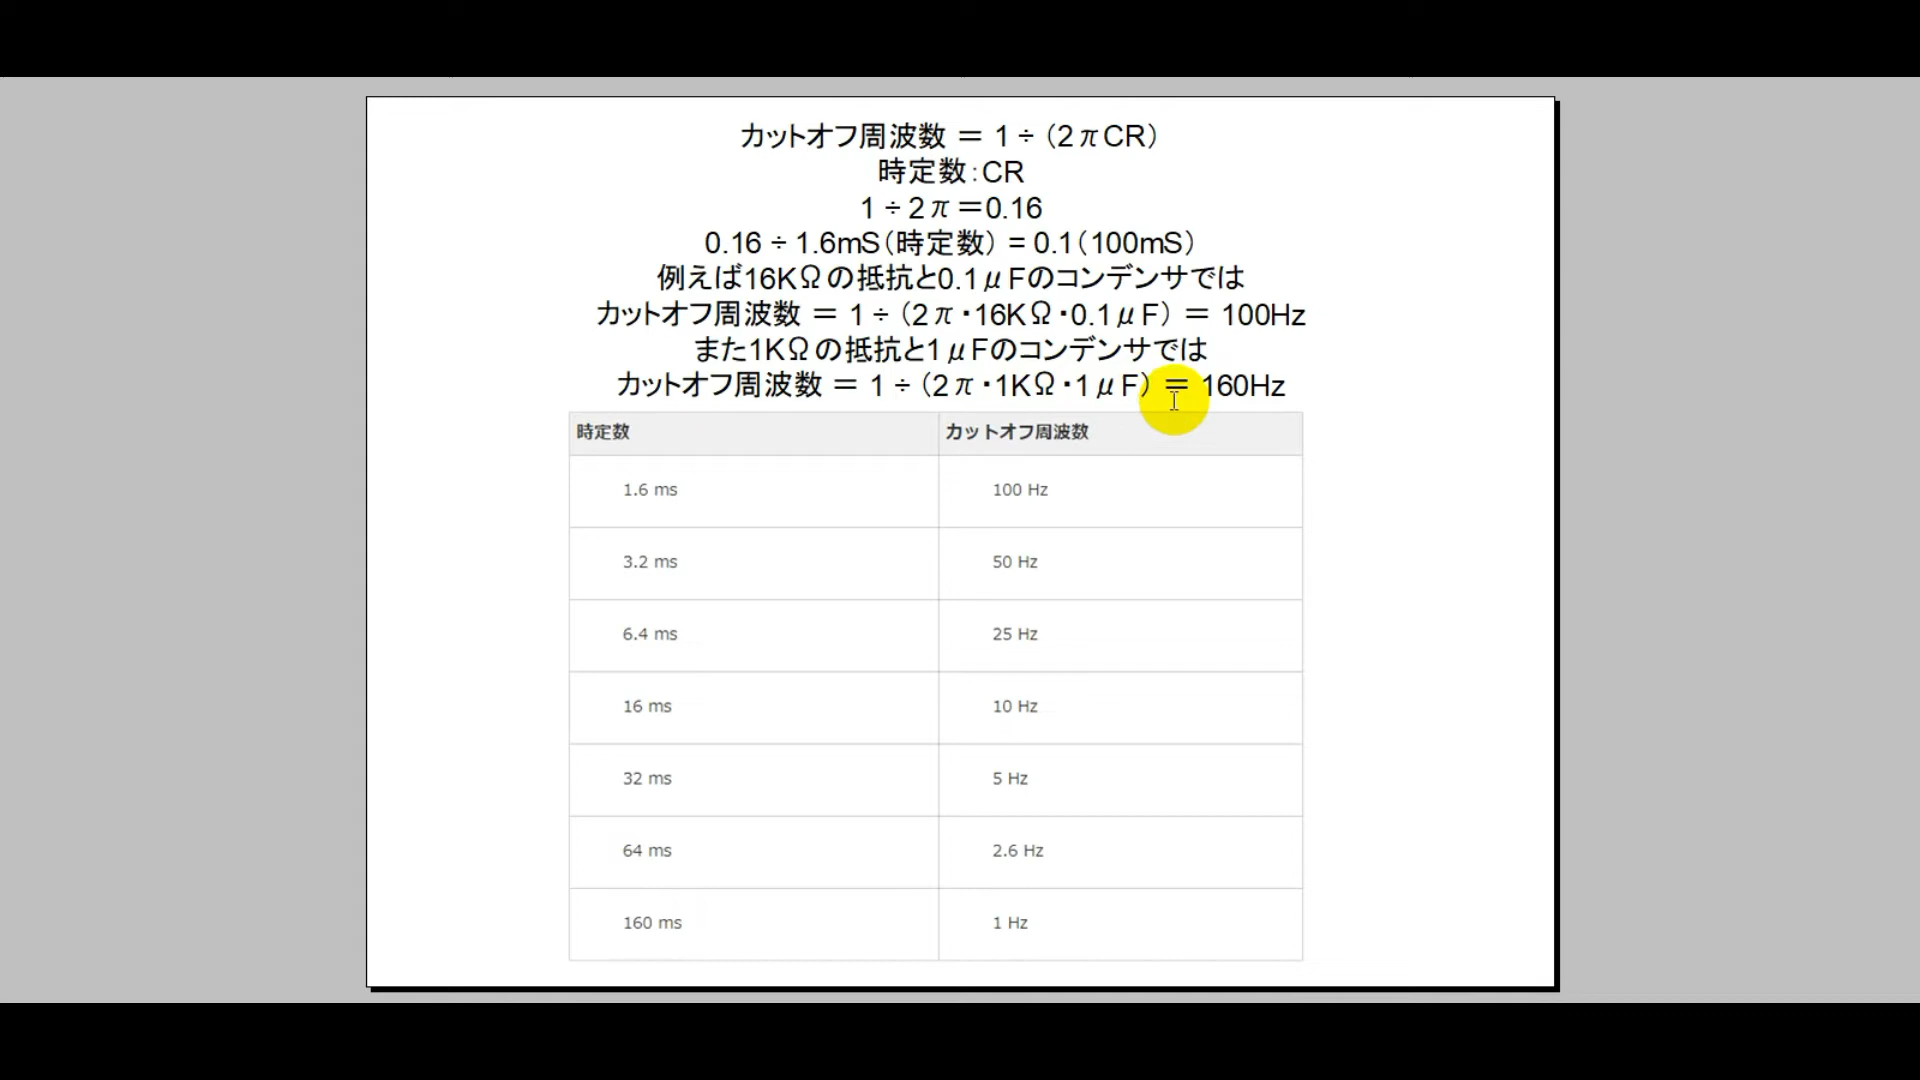 カットオフ周波数 ＝ 1÷（2πCR）
時定数：CR
1÷2π＝0.16
0.16÷1.6mS（時定数）= 0.1（100mS）
例えば16KΩの抵抗と0.1μFのコンデンサでは
カットオフ周波数 ＝ 1÷（2π・16KΩ・0.1μF）＝ 100Hz
また1KΩの抵抗と1μFのコンデンサでは
カットオフ周波数 ＝ 1÷（2π・1KΩ・1μF）＝ 160Hz
時定数 カットオフ周波数
1.6 ms 100 Hz
3.2 ms 50 Hz
6.4 ms 25 Hz
16 ms 10 Hz
32 ms 5 Hz
64 ms 2.6 Hz
160 ms 1 Hz